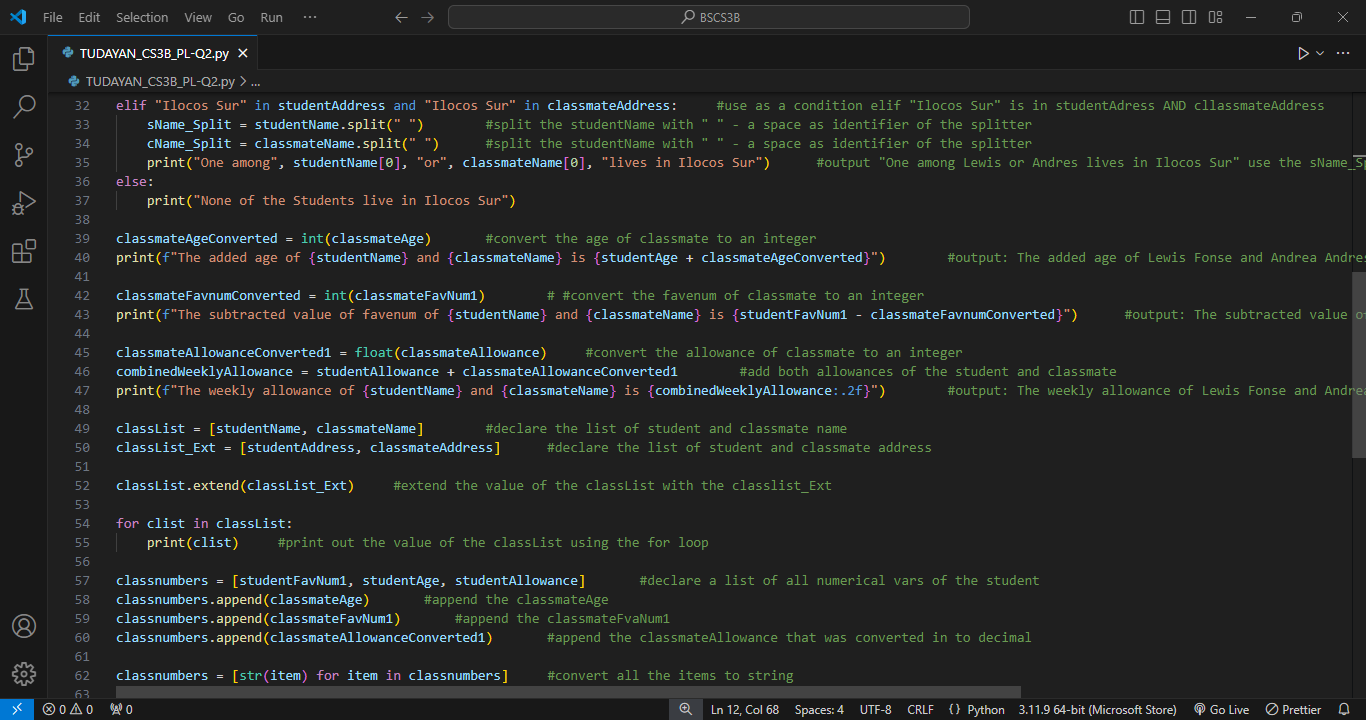 File Edit Selection View Go Run ··· ← → BSCS3B
TUDAYAN_CS3B_PL-Q2.py ×
TUDAYAN_CS3B_PL-Q2.py > ...
32 elif "Ilocos Sur" in studentAddress and "Ilocos Sur" in classmateAddress: #use as a condition elif "Ilocos Sur" is in studentAdress AND cllassmateAddress
33 sName_Split = studentName.split(" ") #split the studentName with " " - a space as identifier of the splitter
34 cName_Split = classmateName.split(" ") #split the studentName with " " - a space as identifier of the splitter
35 print("One among", studentName[0], "or", classmateName[0], "lives in Ilocos Sur") #output "One among Lewis or Andres lives in Ilocos Sur" use the sName_Sp
36 else:
37 print("None of the Students live in Ilocos Sur")
38
39 classmateAgeConverted = int(classmateAge) #convert the age of classmate to an integer
40 print(f"The added age of {studentName} and {classmateName} is {studentAge + classmateAgeConverted}") #output: The added age of Lewis Fonse and Andrea Andres
41
42 classmateFavnumConverted = int(classmateFavNum1) # #convert the favenum of classmate to an integer
43 print(f"The subtracted value of favenum of {studentName} and {classmateName} is {studentFavNum1 - classmateFavnumConverted}") #output: The subtracted value of
44
45 classmateAllowanceConverted1 = float(classmateAllowance) #convert the allowance of classmate to an integer
46 combinedWeeklyAllowance = studentAllowance + classmateAllowanceConverted1 #add both allowances of the student and classmate
47 print(f"The weekly allowance of {studentName} and {classmateName} is {combinedWeeklyAllowance:.2f}") #output: The weekly allowance of Lewis Fonse and Andrea
48
49 classList = [studentName, classmateName] #declare the list of student and classmate name
50 classList_Ext = [studentAddress, classmateAddress] #declare the list of student and classmate address
51
52 classList.extend(classList_Ext) #extend the value of the classList with the classlist_Ext
53
54 for clist in classList:
55 print(clist) #print out the value of the classList using the for loop
56
57 classnumbers = [studentFavNum1, studentAge, studentAllowance] #declare a list of all numerical vars of the student
58 classnumbers.append(classmateAge) #append the classmateAge
59 classnumbers.append(classmateFavNum1) #append the classmateFvaNum1
60 classnumbers.append(classmateAllowanceConverted1) #append the classmateAllowance that was converted in to decimal
61
62 classnumbers = [str(item) for item in classnumbers] #convert all the items to string
63
0 0 0 Ln 12, Col 68 Spaces: 4 UTF-8 CRLF {} Python 3.11.9 64-bit (Microsoft Store) Go Live Prettier